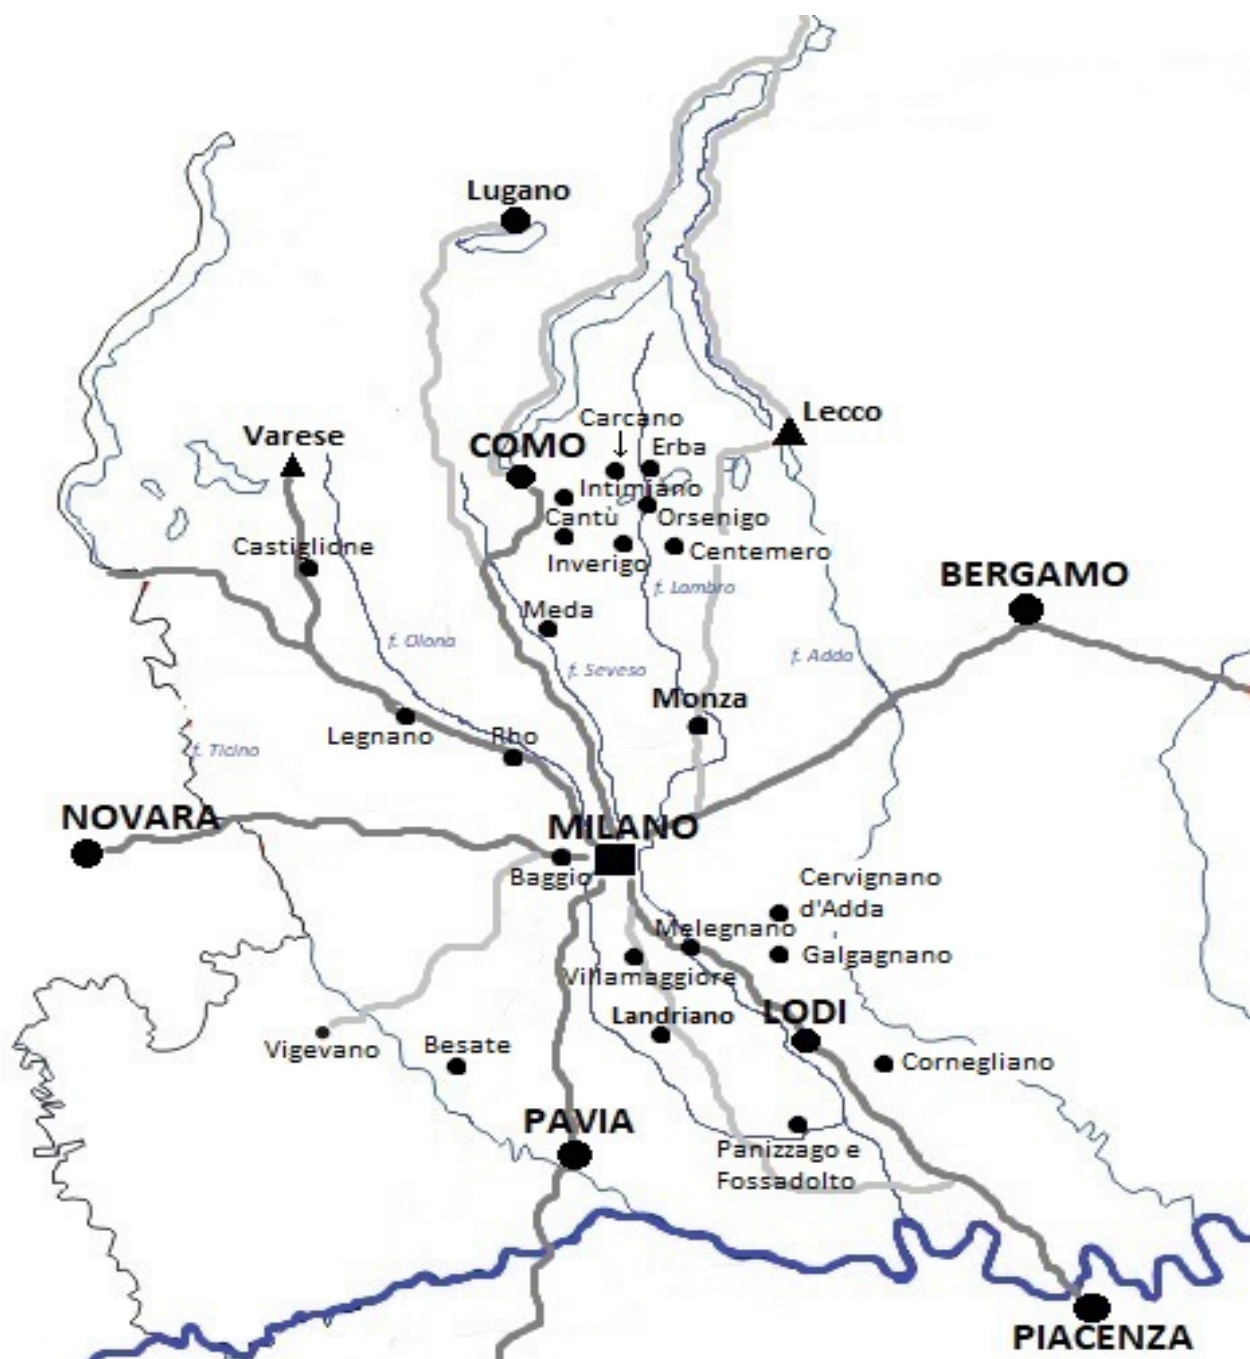 Lugano
Carcano
Lecco
Varese
COMO
Erba
Intimiano
Cantù
Orsenigo
Castiglione
Inverigo
Centemero
BERGAMO
f. Lambro
Meda
f. Olona
f. Seveso
f. Adda
Monza
Legnano
Rho
f. Ticino
NOVARA
MILANO
Baggio
Cervignano
d'Adda
Melegnano
Galgagnano
Villamaggiore
Landriano
LODI
Vigevano
Besate
Cornegliano
PAVIA
Panizzago e
Fossadolto
PIACENZA